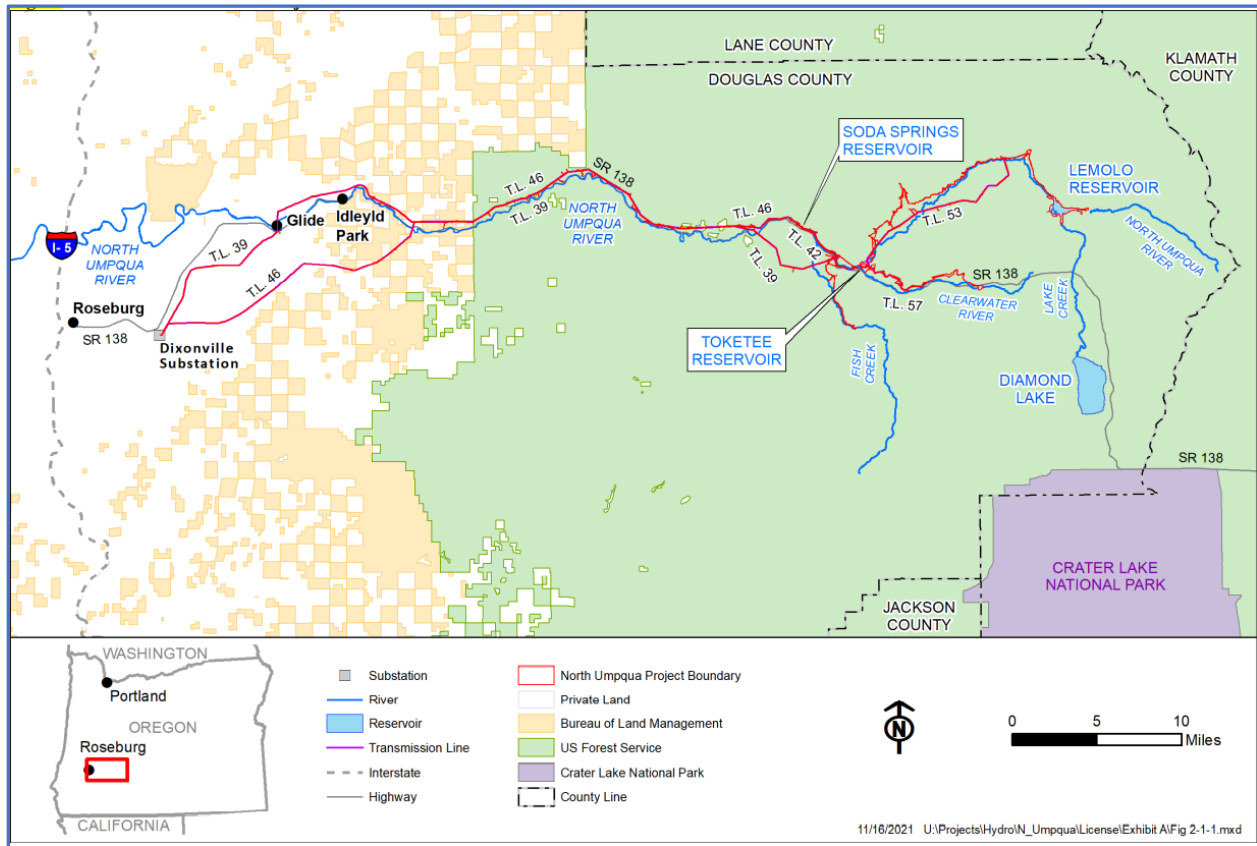 LANE COUNTY
DOUGLAS COUNTY
KLAMATH
COUNTY
SODA SPRINGS
RESERVOIR
LEMOLO
RESERVOIR
SR 138
T.L. 46
T.L. 39
NORTH
UMPQUA
RIVER
T.L. 46
T.L. 42
T.L. 39
T.L. 53
NORTH UMPQUA
RIVER
Idleyld
Park
Glide
I-5
NORTH
UMPQUA
RIVER
T.L. 39
T.L. 46
Roseburg
SR 138
Dixonville
Substation
SR 138
T.L. 57
CLEARWATER
RIVER
LAKE
CREEK
TOKETEE
RESERVOIR
FISH
CREEK
DIAMOND
LAKE
SR 138
CRATER LAKE
NATIONAL PARK
JACKSON
COUNTY
WASHINGTON
Portland
OREGON
Roseburg
CALIFORNIA
Substation
River
Reservoir
Transmission Line
Interstate
Highway
North Umpqua Project Boundary
Private Land
Bureau of Land Management
US Forest Service
Crater Lake National Park
County Line
N
0 5 10
Miles
11/16/2021 U:\Projects\Hydro\N_Umpqua\License\Exhibit A\Fig 2-1-1.mxd